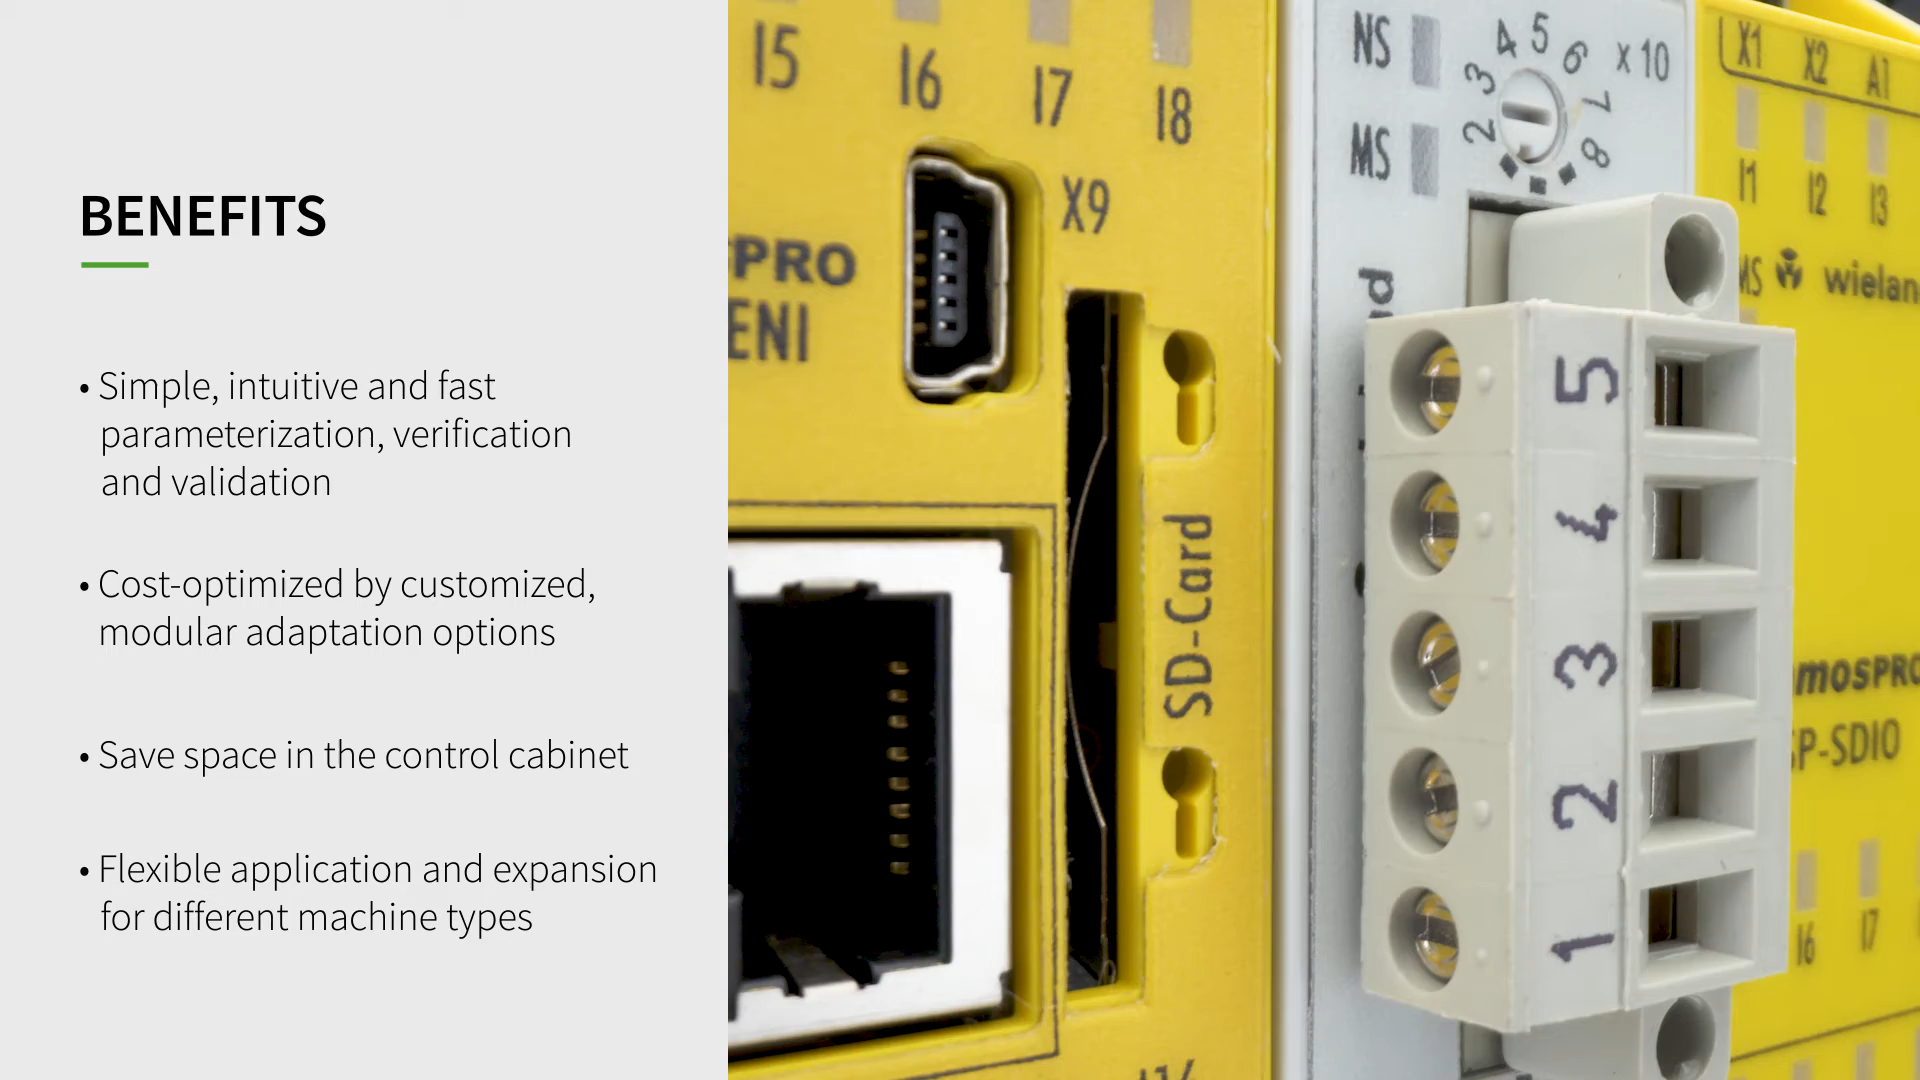 BENEFITS
• Simple, intuitive and fast
parameterization, verification
and validation
• Cost-optimized by customized,
modular adaptation options
• Save space in the control cabinet
• Flexible application and expansion
for different machine types
I5
I6
I7
I8
X9
PRO
ENI
SD-Card
NS
MS
2 3 4 5 6 7 8
x 10
5
4
3
2
1
X1 X2 A1
I1 I2 I3
MS
wielan
mosPRO
SP-SDIO
I6 I7